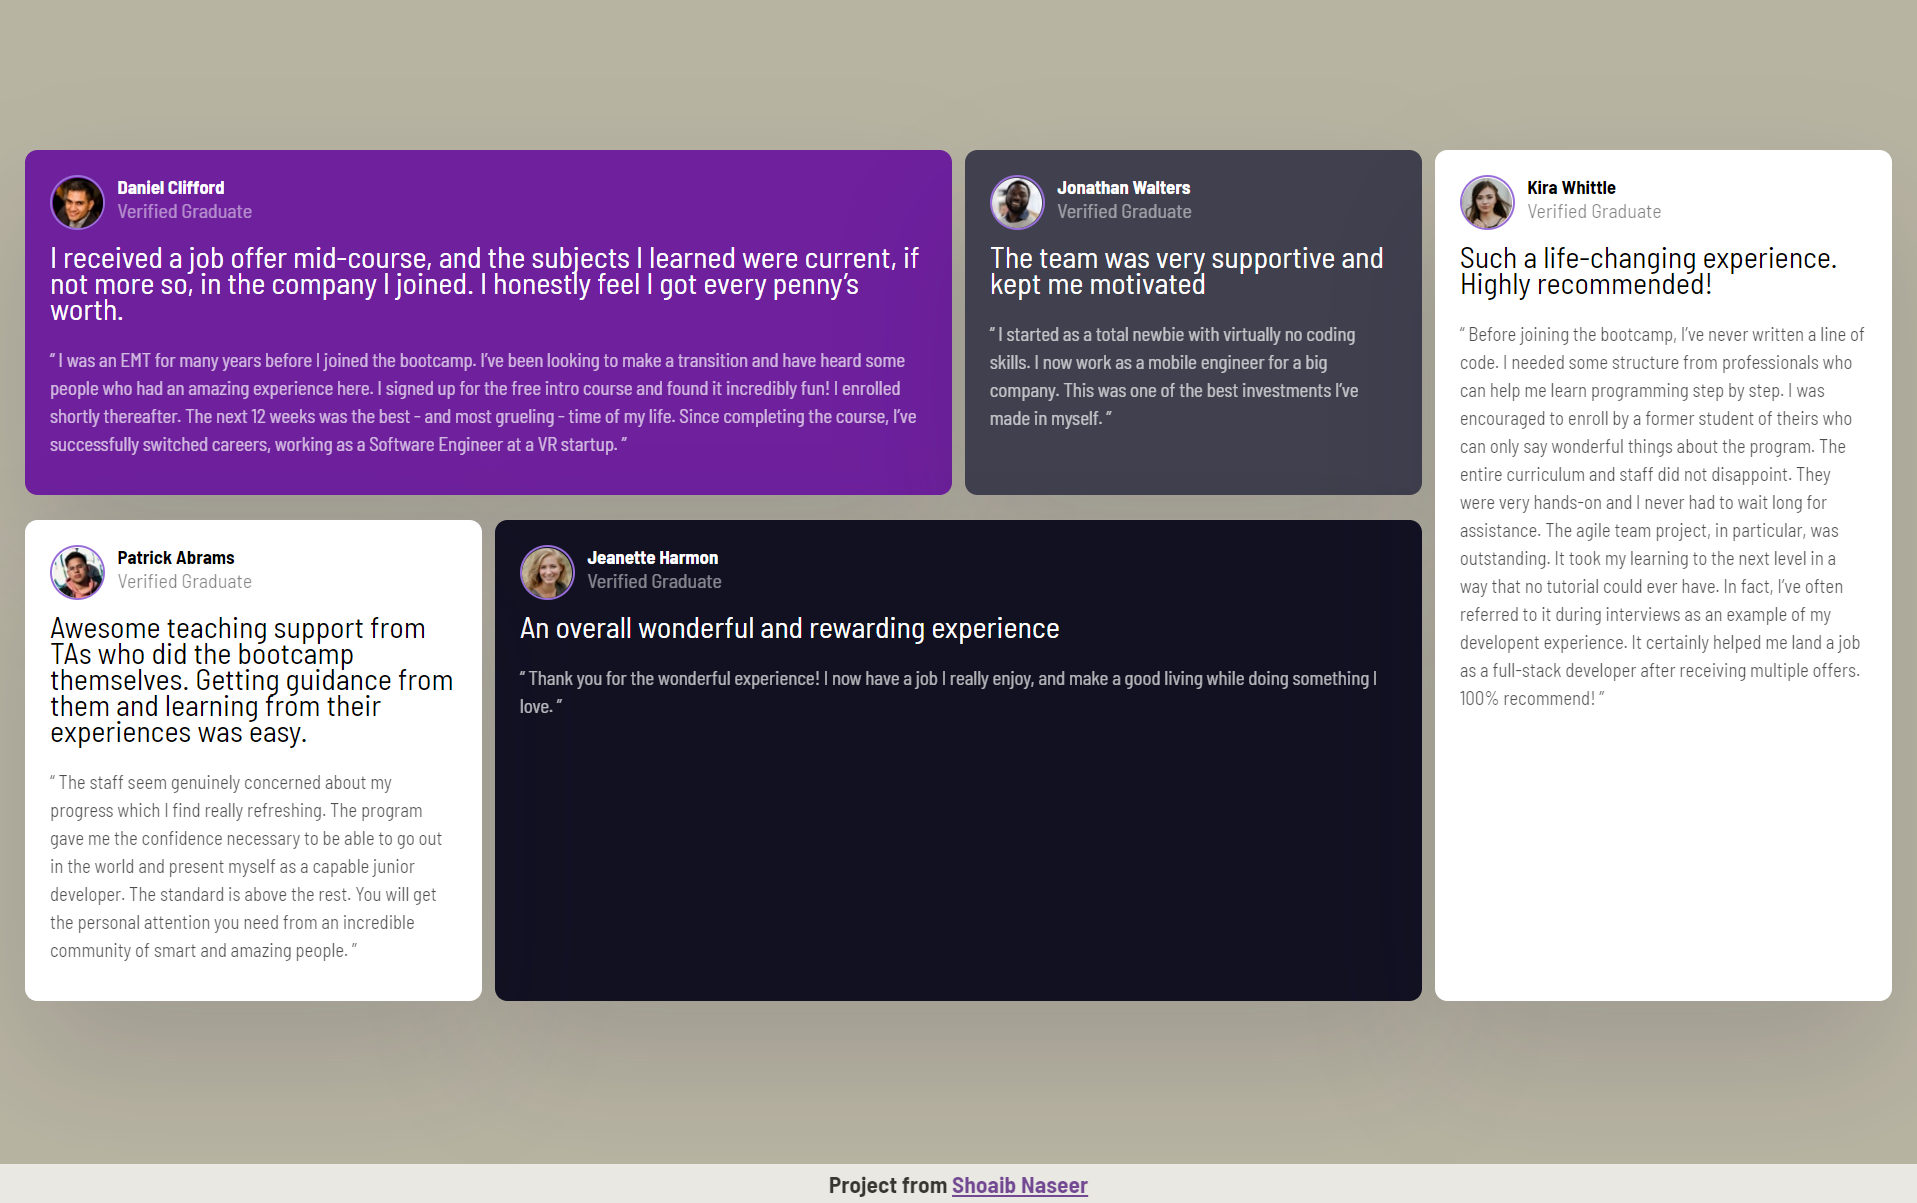 Daniel Clifford
Verified Graduate
I received a job offer mid-course, and the subjects I learned were current, if
not more so, in the company I joined. I honestly feel I got every penny’s
worth.
“ I was an EMT for many years before I joined the bootcamp. I’ve been looking to make a transition and have heard some
people who had an amazing experience here. I signed up for the free intro course and found it incredibly fun! I enrolled
shortly thereafter. The next 12 weeks was the best - and most grueling - time of my life. Since completing the course, I’ve
successfully switched careers, working as a Software Engineer at a VR startup. ”
Jonathan Walters
Verified Graduate
The team was very supportive and
kept me motivated
“ I started as a total newbie with virtually no coding
skills. I now work as a mobile engineer for a big
company. This was one of the best investments I’ve
made in myself. ”
Kira Whittle
Verified Graduate
Such a life-changing experience.
Highly recommended!
“ Before joining the bootcamp, I’ve never written a line of
code. I needed some structure from professionals who
can help me learn programming step by step. I was
encouraged to enroll by a former student of theirs who
can only say wonderful things about the program. The
entire curriculum and staff did not disappoint. They
were very hands-on and I never had to wait long for
assistance. The agile team project, in particular, was
outstanding. It took my learning to the next level in a
way that no tutorial could ever have. In fact, I’ve often
referred to it during interviews as an example of my
developent experience. It certainly helped me land a job
as a full-stack developer after receiving multiple offers.
100% recommend! ”
Patrick Abrams
Verified Graduate
Awesome teaching support from
TAs who did the bootcamp
themselves. Getting guidance from
them and learning from their
experiences was easy.
“ The staff seem genuinely concerned about my
progress which I find really refreshing. The program
gave me the confidence necessary to be able to go out
in the world and present myself as a capable junior
developer. The standard is above the rest. You will get
the personal attention you need from an incredible
community of smart and amazing people. ”
Jeanette Harmon
Verified Graduate
An overall wonderful and rewarding experience
“ Thank you for the wonderful experience! I now have a job I really enjoy, and make a good living while doing something I
love. ”
Project from Shoaib Naseer